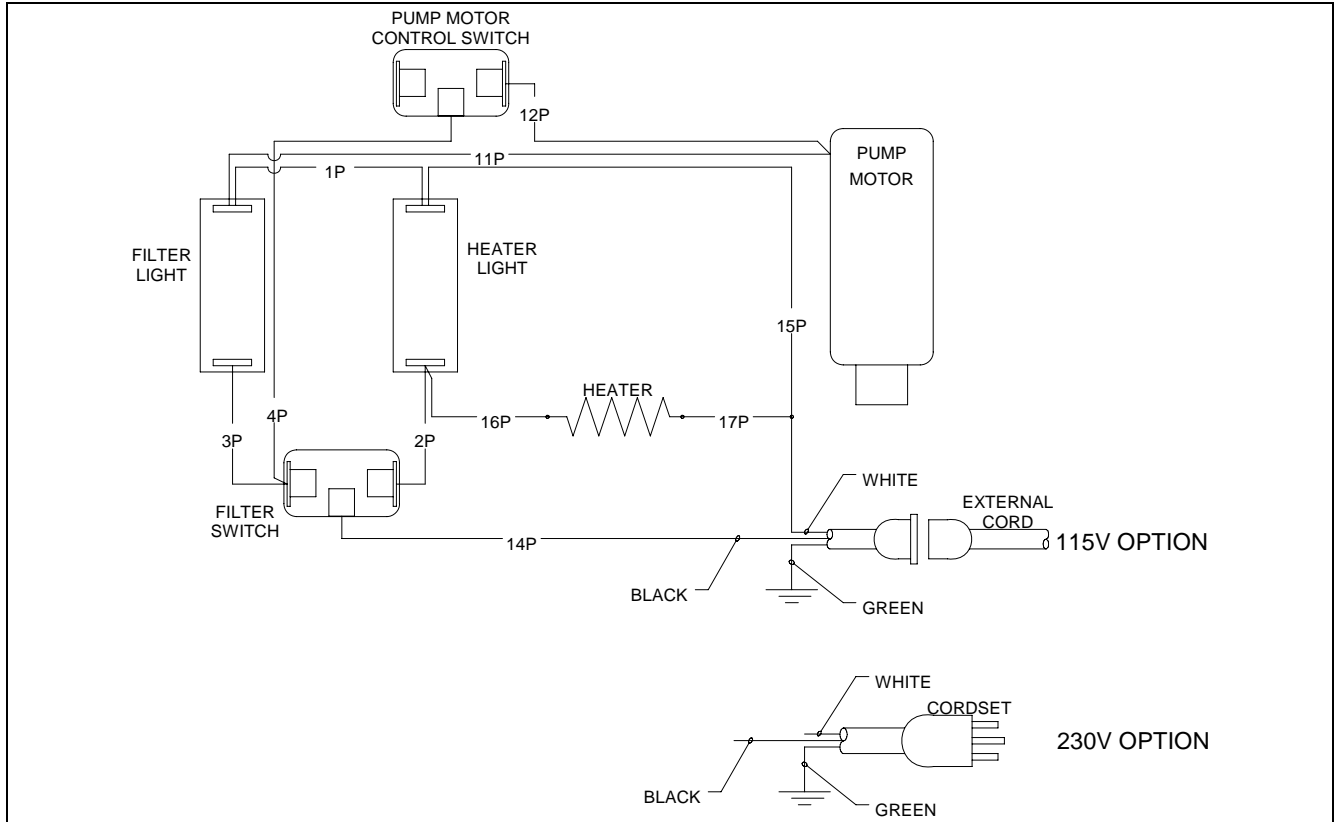 PUMP MOTOR
CONTROL SWITCH
12P
PUMP
MOTOR
11P
1P
FILTER
LIGHT
HEATER
LIGHT
15P
HEATER
4P
16P
17P
3P
2P
WHITE
FILTER
SWITCH
EXTERNAL
CORD
14P
115V OPTION
BLACK
GREEN
WHITE
CORDSET
230V OPTION
BLACK
GREEN